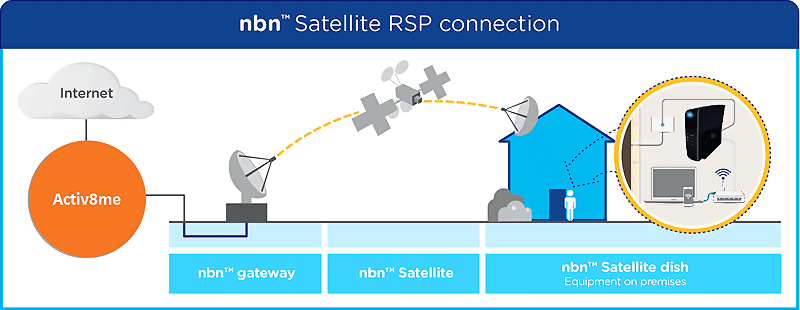 nbn™ Satellite RSP connection
Internet
Activ8me
nbn™ gateway
nbn™ Satellite
nbn™ Satellite dish
Equipment on premises